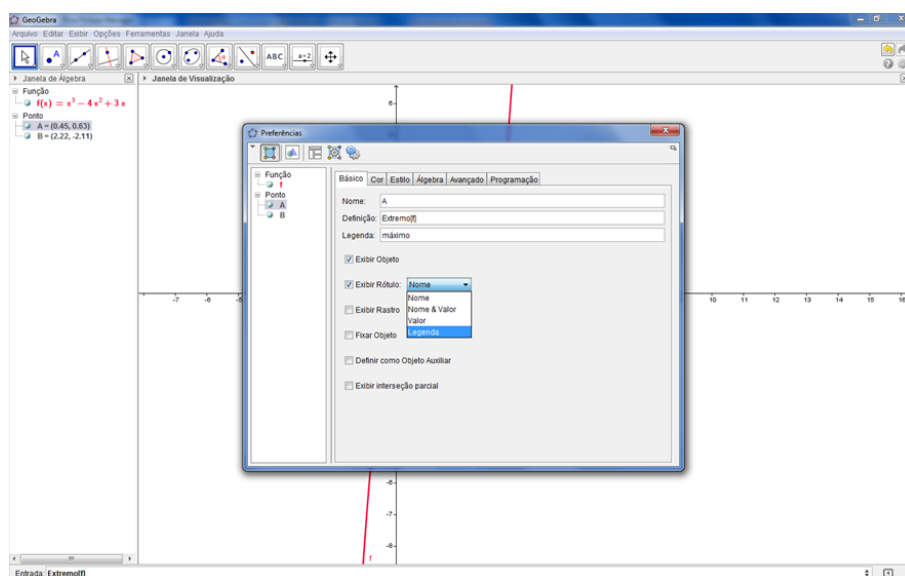 GeoGebra
Arquivo Editar Exibir Opções Ferramentas Janela Ajuda
A
ABC
a=2
Janela de Álgebra
Janela de Visualização
Função
f(x) = x³ − 4 x² + 3 x
Ponto
A = (0.45, 0.63)
B = (2.22, -2.11)
6
-7 -6 -5
10 11 12 13 14 15 16
-6
-7
-8
f
Preferências
Função
f
Ponto
A
B
Básico Cor Estilo Álgebra Avançado Programação
Nome: A
Definição: Extremo[f]
Legenda: máximo
Exibir Objeto
Exibir Rótulo: Nome
Nome
Exibir Rastro Nome & Valor
Valor
Fixar Objeto Legenda
Definir como Objeto Auxiliar
Exibir interseção parcial
Entrada: Extremo[f]